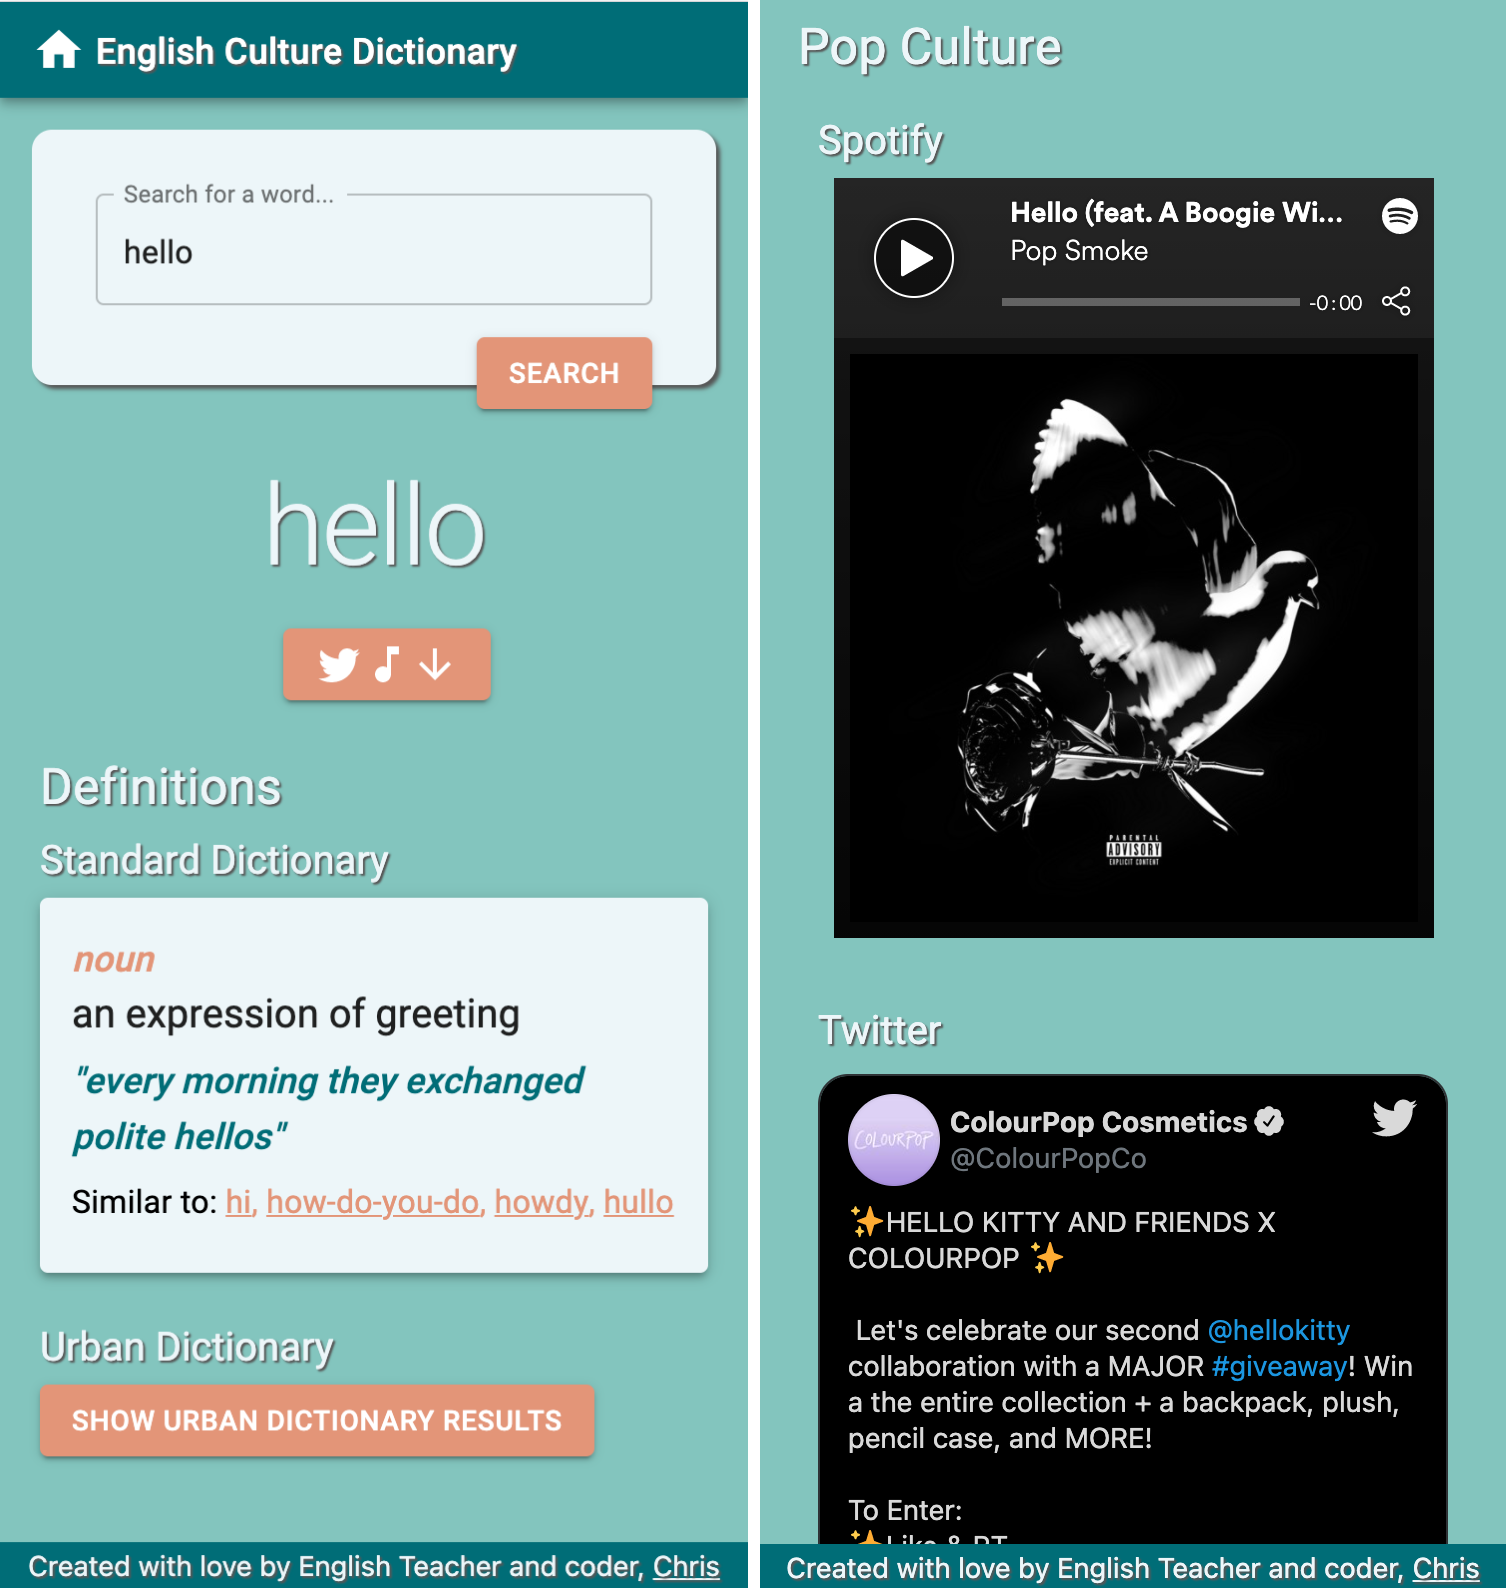 English Culture Dictionary
Search for a word...
hello
SEARCH
hello
Definitions
Standard Dictionary
noun
an expression of greeting
"every morning they exchanged
polite hellos"
Similar to: hi, how-do-you-do, howdy, hullo
Urban Dictionary
SHOW URBAN DICTIONARY RESULTS
Created with love by English Teacher and coder, Chris
Pop Culture
Spotify
Hello (feat. A Boogie Wi...
Pop Smoke
-0:00
PARENTAL
ADVISORY
EXPLICIT CONTENT
Twitter
COLOURPOP
ColourPop Cosmetics
@ColourPopCo
✨HELLO KITTY AND FRIENDS X
COLOURPOP ✨
Let's celebrate our second @hellokitty
collaboration with a MAJOR #giveaway! Win
a the entire collection + a backpack, plush,
pencil case, and MORE!
To Enter:
✨Like & RT
Created with love by English Teacher and coder, Chris